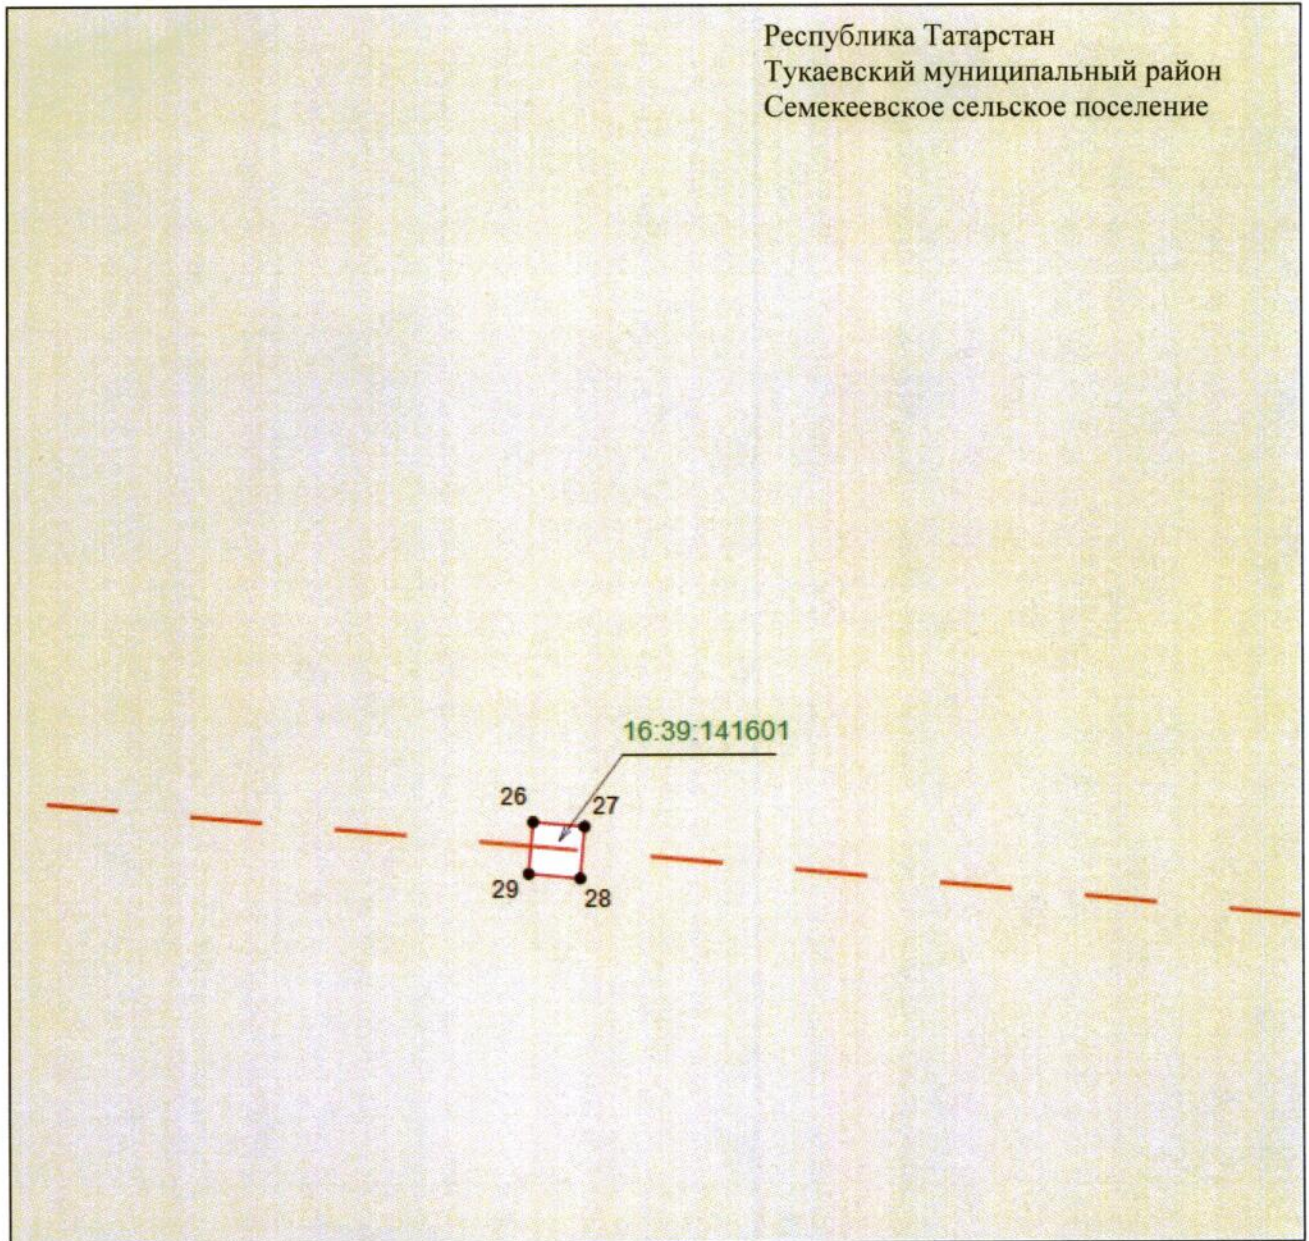 Республика Татарстан
Тукаевский муниципальный район
Семекеевское сельское поселение
16:39:141601
26
27
29
28